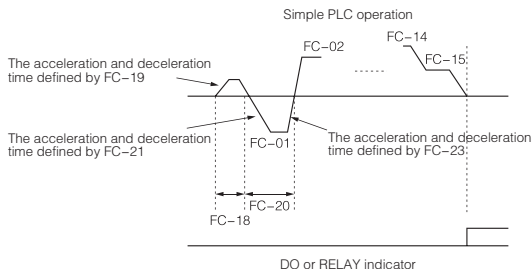 Simple PLC operation
FC-14
FC-02
FC-15
The acceleration and deceleration
time defined by FC-19
The acceleration and deceleration
time defined by FC-21
FC-01
The acceleration and deceleration
time defined by FC-23
FC-20
FC-18
DO or RELAY indicator